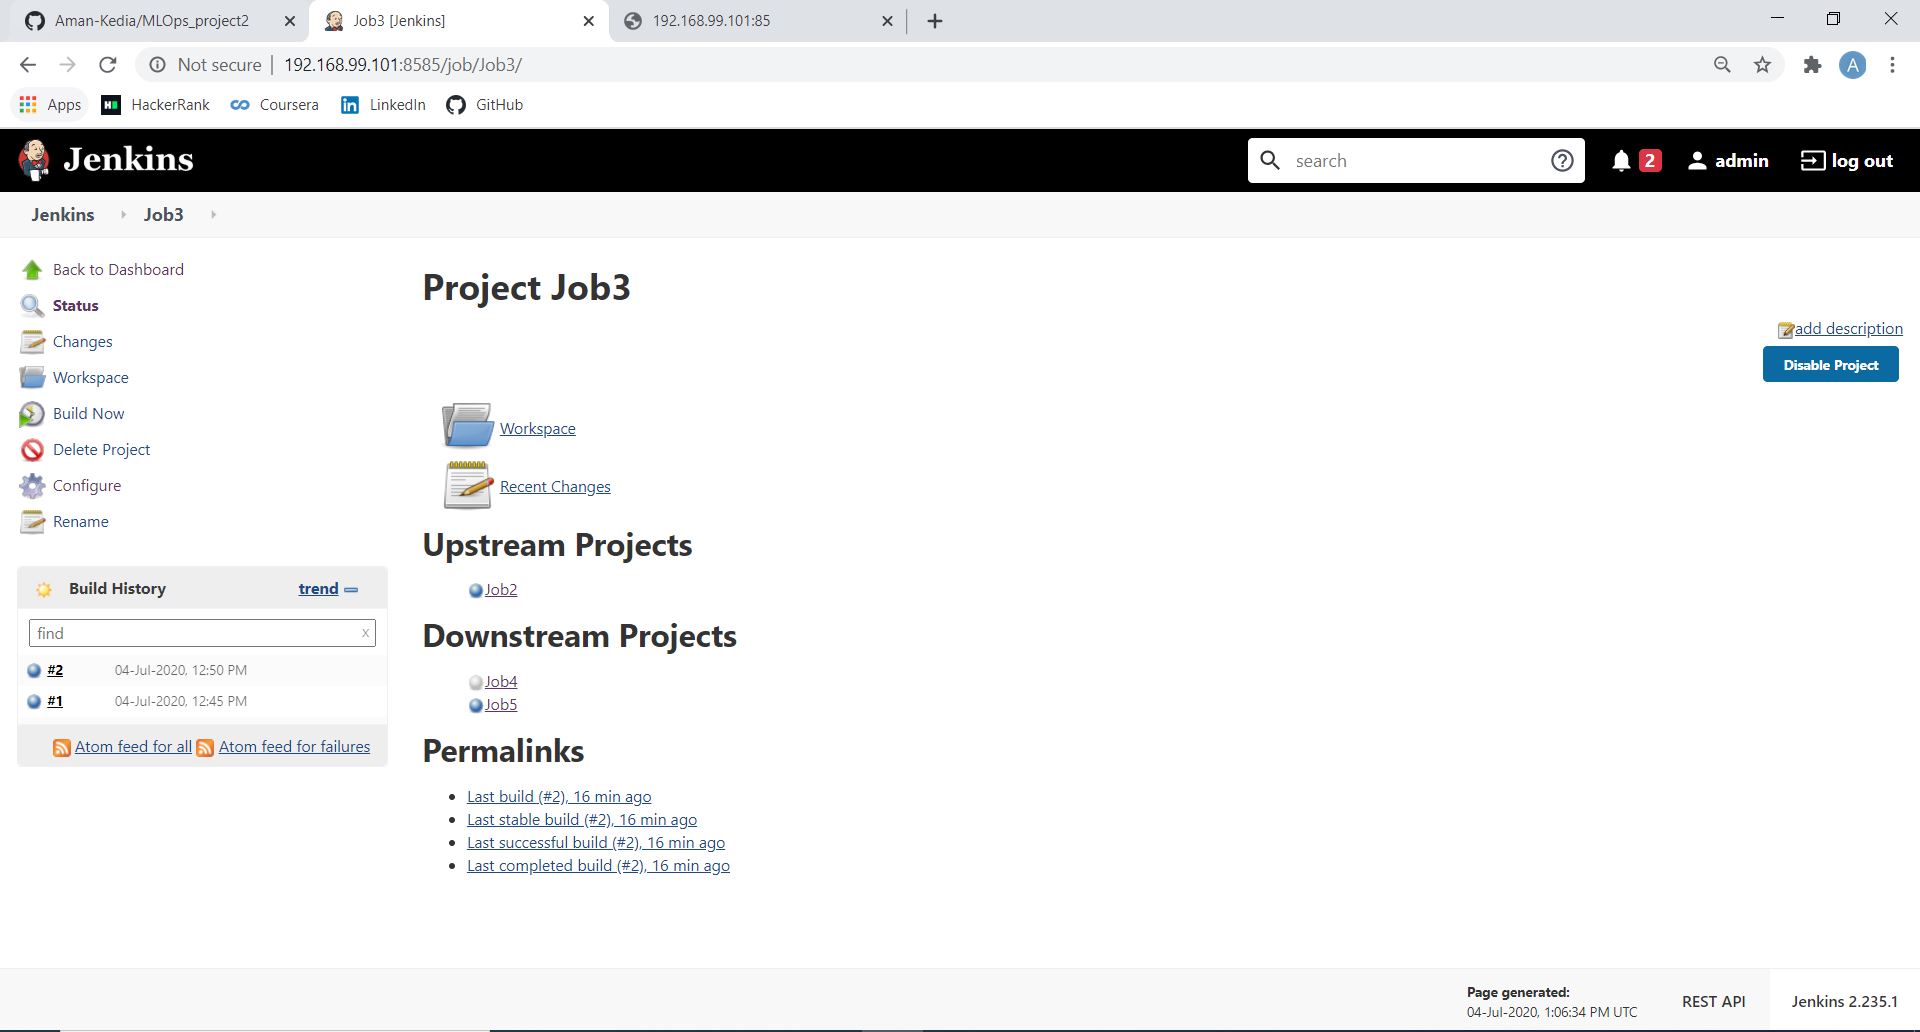 Aman-Kedia/MLOps_project2
Job3 [Jenkins]
192.168.99.101:85
Not secure
192.168.99.101:8585/job/Job3/
A
Apps
HackerRank
Coursera
LinkedIn
GitHub
Jenkins
search
2
admin
log out
Jenkins
Job3
Back to Dashboard
Status
Changes
Workspace
Build Now
Delete Project
Configure
Rename
Build History
trend
find
x
#2 04-Jul-2020, 12:50 PM
#1 04-Jul-2020, 12:45 PM
Atom feed for all
Atom feed for failures
Project Job3
add description
Disable Project
Workspace
Recent Changes
Upstream Projects
Job2
Downstream Projects
Job4
Job5
Permalinks
Last build (#2), 16 min ago
Last stable build (#2), 16 min ago
Last successful build (#2), 16 min ago
Last completed build (#2), 16 min ago
Page generated:
04-Jul-2020, 1:06:34 PM UTC
REST API
Jenkins 2.235.1